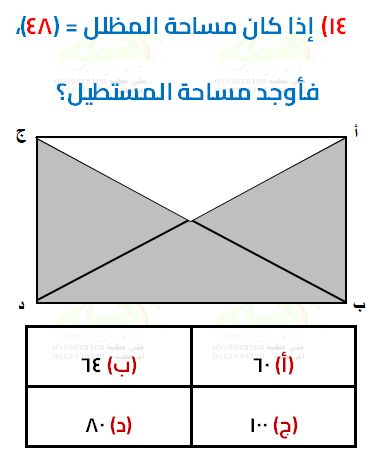 ١٤) إذا كان مساحة المظلل = (٤٨)،
فأوجد مساحة المستطيل؟
ج أ
د ب
(أ) ٦٠ (ب) ٦٤
(ج) ١٠٠ (د) ٨٠